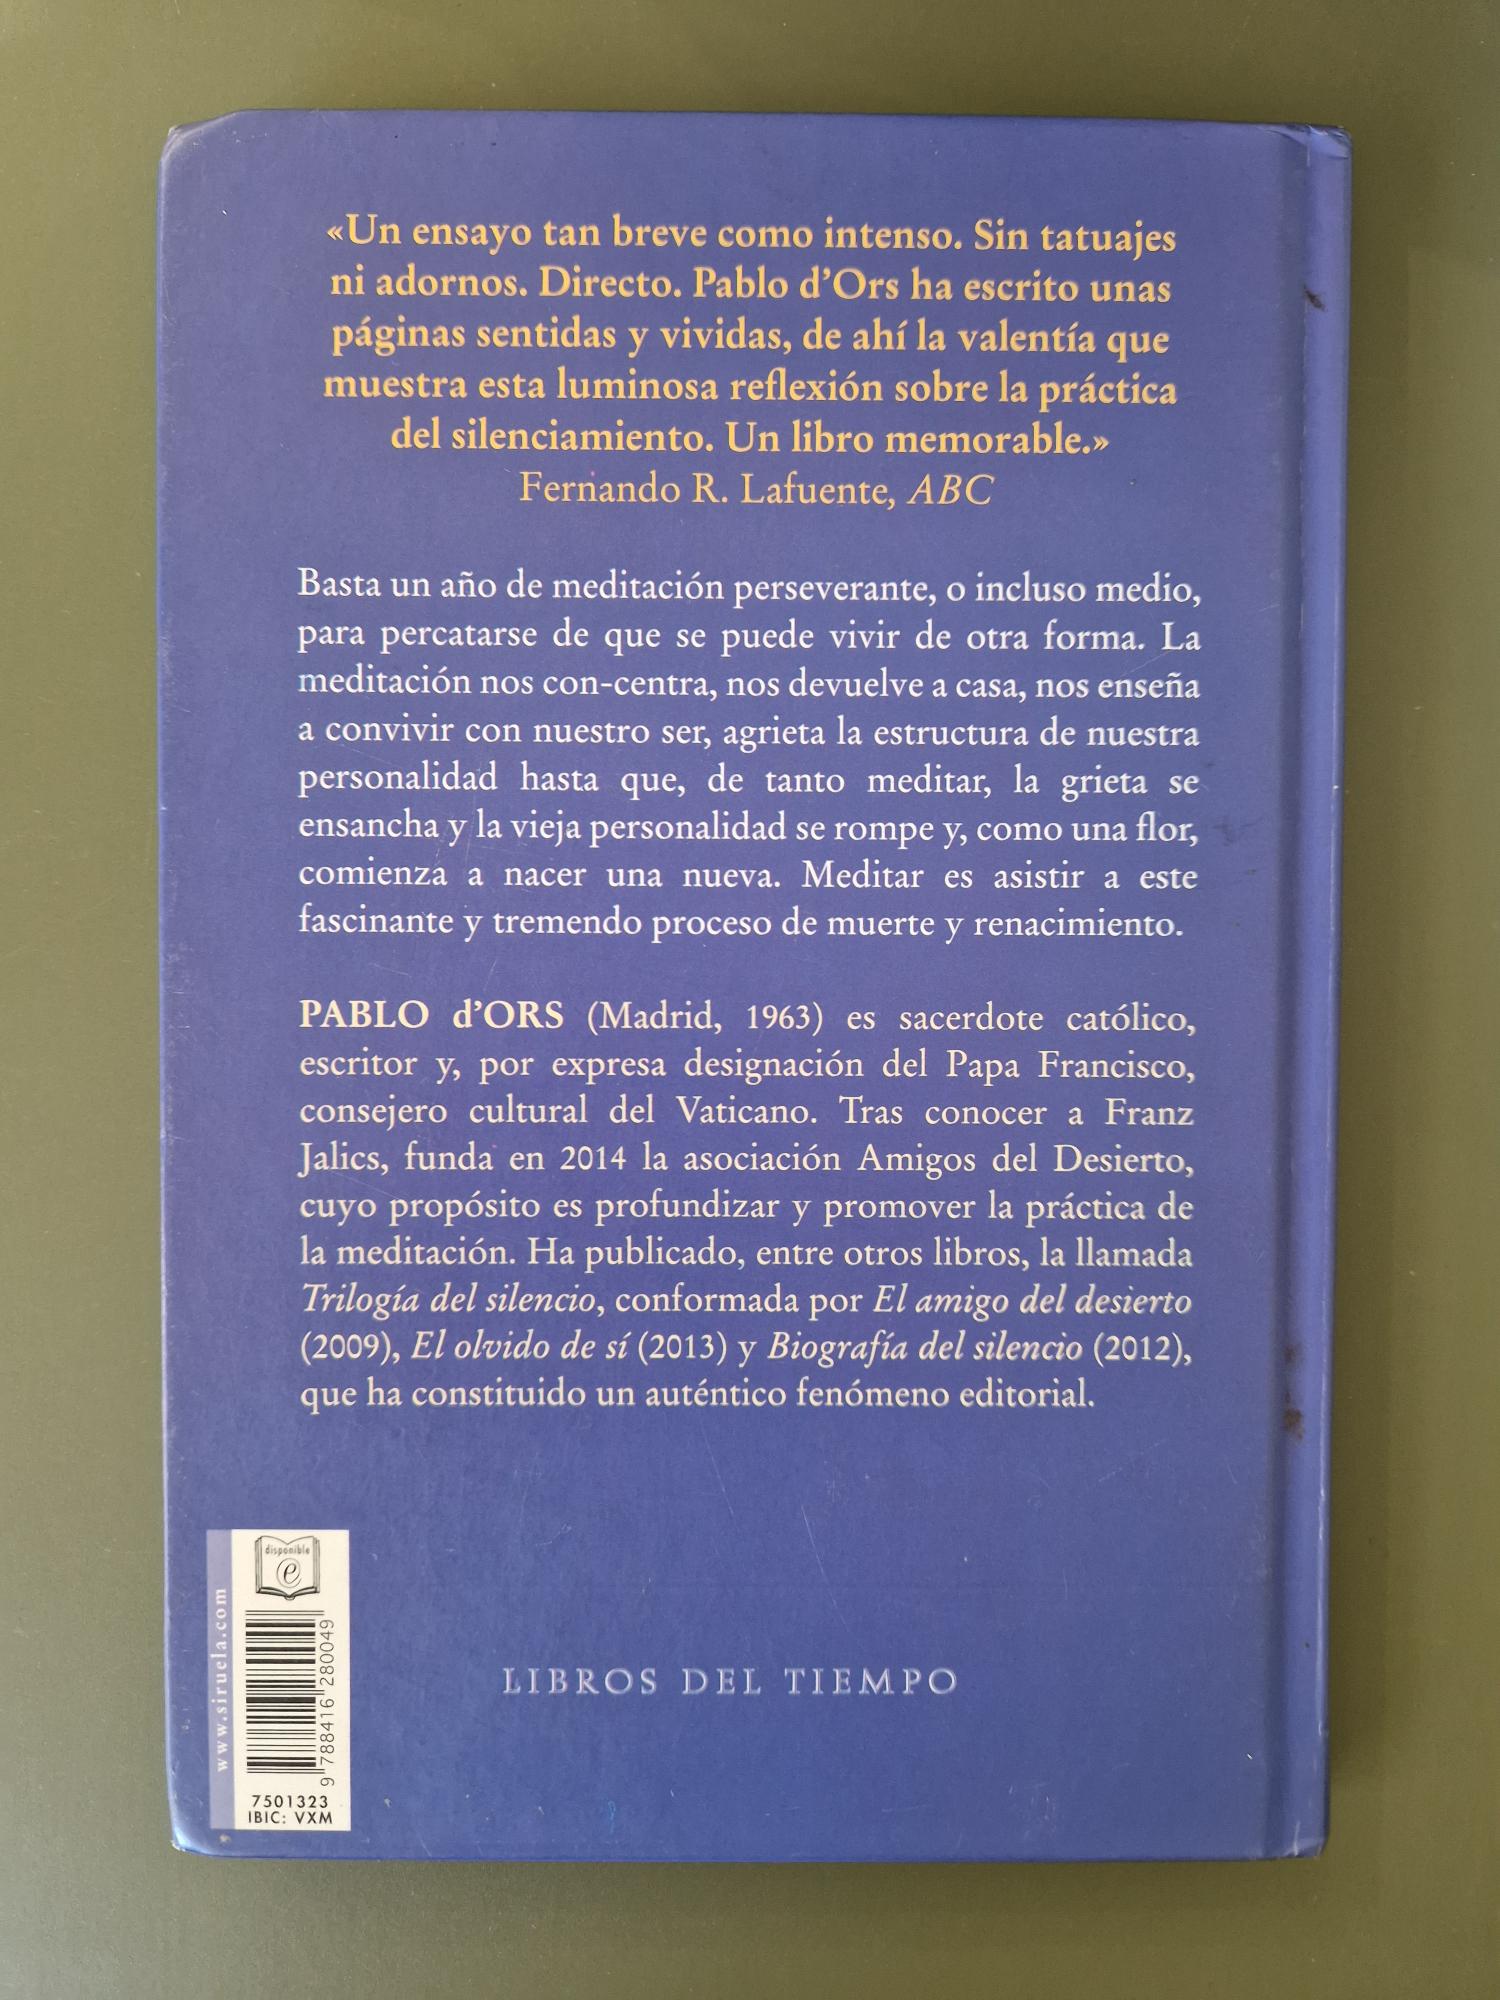 «Un ensayo tan breve como intenso. Sin tatuajes
ni adornos. Directo. Pablo d’Ors ha escrito unas
páginas sentidas y vividas, de ahí la valentía que
muestra esta luminosa reflexión sobre la práctica
del silenciamiento. Un libro memorable.»
Fernando R. Lafuente, ABC
Basta un año de meditación perseverante, o incluso medio,
para percatarse de que se puede vivir de otra forma. La
meditación nos con-centra, nos devuelve a casa, nos enseña
a convivir con nuestro ser, agrieta la estructura de nuestra
personalidad hasta que, de tanto meditar, la grieta se
ensancha y la vieja personalidad se rompe y, como una flor,
comienza a nacer una nueva. Meditar es asistir a este
fascinante y tremendo proceso de muerte y renacimiento.
PABLO d’ORS (Madrid, 1963) es sacerdote católico,
escritor y, por expresa designación del Papa Francisco,
consejero cultural del Vaticano. Tras conocer a Franz
Jalics, funda en 2014 la asociación Amigos del Desierto,
cuyo propósito es profundizar y promover la práctica de
la meditación. Ha publicado, entre otros libros, la llamada
Trilogía del silencio, conformada por El amigo del desierto
(2009), El olvido de sí (2013) y Biografía del silencio (2012),
que ha constituido un auténtico fenómeno editorial.
disponible
e
www.siruela.com
9 788416 280049
7501323
IBIC: VXM
LIBROS DEL TIEMPO